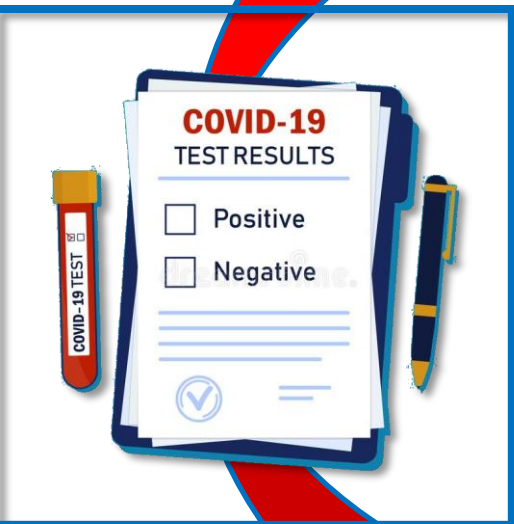 COVID-19
TEST RESULTS
Positive
Negative
COVID-19 TEST